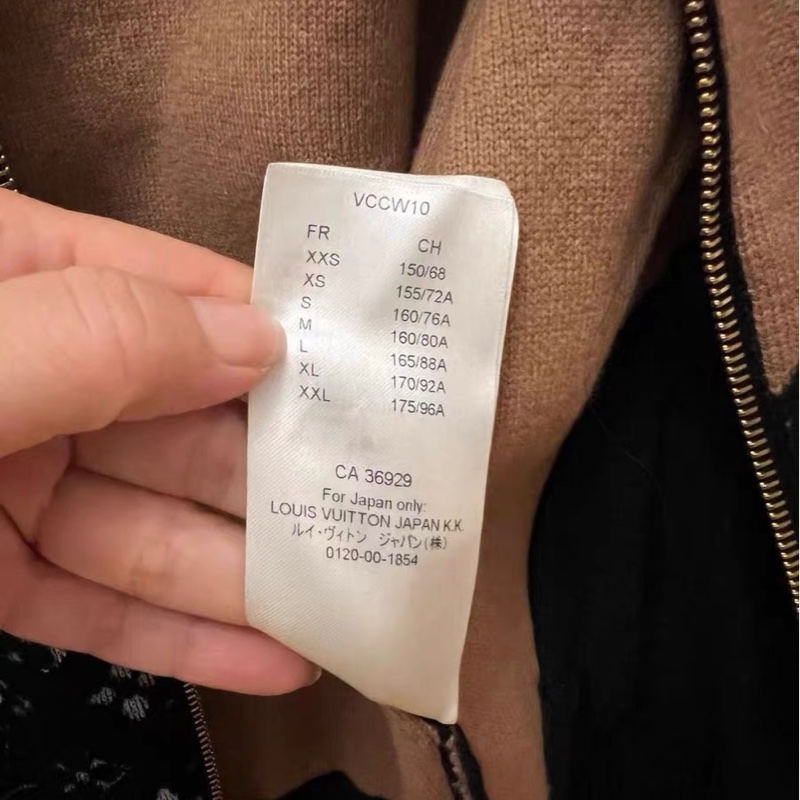 VCCW10
FR CH
XXS 150/68
XS 155/72A
S 160/76A
M 160/80A
L 165/88A
XL 170/92A
XXL 175/96A
CA 36929
For Japan only:
LOUIS VUITTON JAPAN K.K.
ルイ・ヴィトン ジャパン(株)
0120-00-1854